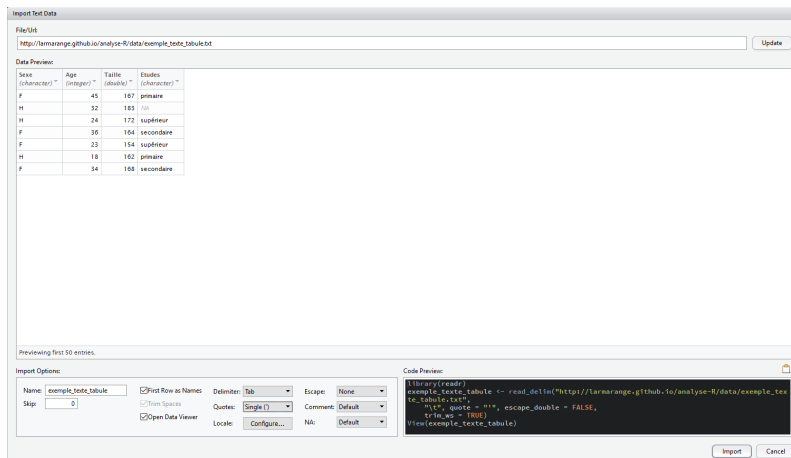 Import Text Data
File/Url:
http://larmarange.github.io/analyse-R/data/exemple_texte_tabule.txt
Update
Data Preview:
Sexe Age Taille Etudes
(character) (integer) (double) (character)
F 45 167 primaire
H 32 183 NA
H 24 172 supérieur
F 36 164 secondaire
F 23 154 supérieur
H 18 162 primaire
F 34 168 secondaire
Previewing first 50 entries.
Import Options:
Name: exemple_texte_tabule
Skip: 0
First Row as Names
Trim Spaces
Open Data Viewer
Delimiter: Tab
Quotes: Single (')
Locale: Configure...
Escape: None
Comment: Default
NA: Default
Code Preview:
library(readr)
exemple_texte_tabule <- read_delim("http://larmarange.github.io/analyse-R/data/exemple_tex
te_tabule.txt",
"\t", quote = "'", escape_double = FALSE,
trim_ws = TRUE)
View(exemple_texte_tabule)
Import
Cancel